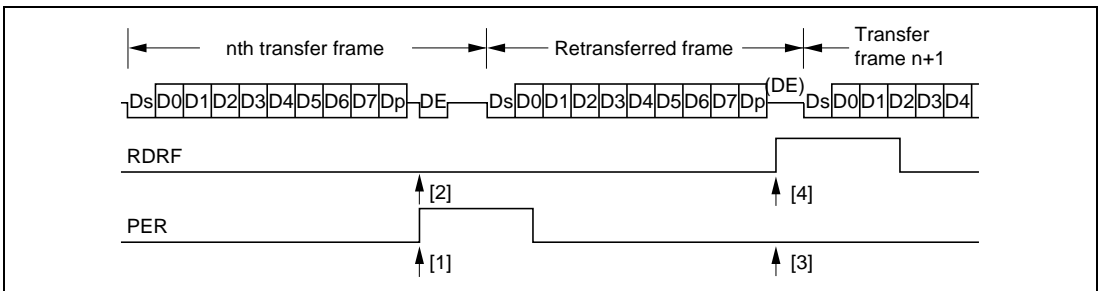 nth transfer frame
Retransferred frame
Transfer
frame n+1
Ds D0 D1 D2 D3 D4 D5 D6 D7 Dp DE Ds D0 D1 D2 D3 D4 D5 D6 D7 Dp (DE) Ds D0 D1 D2 D3 D4
RDRF
[2] [4]
PER
[1] [3]